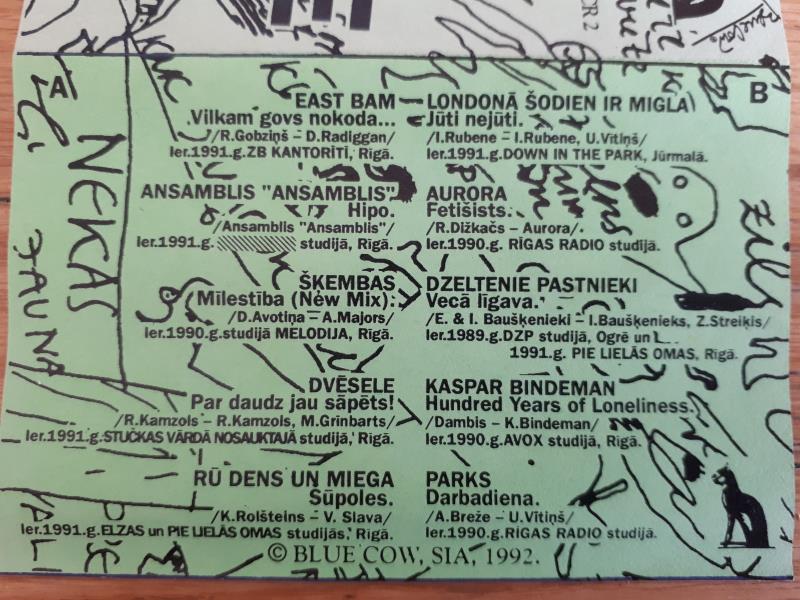 CR 2
A
EAST BAM
Vilkam govs nokoda...
/R.Gobziņš – D.Radiggan/
Ier.1991.g.ZB KANTORĪTĪ, Rīgā.
ANSAMBLIS "ANSAMBLIS"
Hipo.
/Ansamblis "Ansamblis"/
Ier.1991.g. studijā, Rīgā.
ŠĶEMBAS
Mīlestība (New Mix).
/D.Avotiņa – A.Majors/
Ier.1990.g.studijā MELODIJA, Rīgā.
DVĒSELE
Par daudz jau sāpēts!
/R.Kamzols – R.Kamzols, M.Grinbarts/
Ier.1991.g.STUČKAS VĀRDĀ NOSAUKTAJĀ studijā, Rīgā.
RŪ DENS UN MIEGA
Sūpoles.
/K.Rolšteins – V. Slava/
Ier.1991.g.ELZAS un PIE LIELĀS OMAS studijās, Rīgā.
B
LONDONĀ ŠODIEN IR MIGLA
Jūti nejūti.
/I.Rubene – I.Rubene, U.Vītiņš/
Ier.1991.g.DOWN IN THE PARK, Jūrmalā.
AURORA
Fetišists.
/R.Dižkačs – Aurora/
Ier.1990.g. RĪGAS RADIO studijā.
DZELTENIE PASTNIEKI
Vecā līgava.
/E. & I. Baušķenieki – I.Baušķenieks, Z.Streiķis/
Ier.1989.g.DZP studijā, Ogrē un
1991.g. PIE LIELĀS OMAS, Rīgā.
KASPAR BINDEMAN
Hundred Years of Loneliness.
/Dambis – K.Bindeman/
Ier.1990.g.AVOX studijā, Rīgā.
PARKS
Darbadiena.
/A.Breže – U.Vītiņš/
Ier.1990.g.RĪGAS RADIO studijā.
© BLUE COW, SIA, 1992.
NEKAS
JAUNA
ZILS